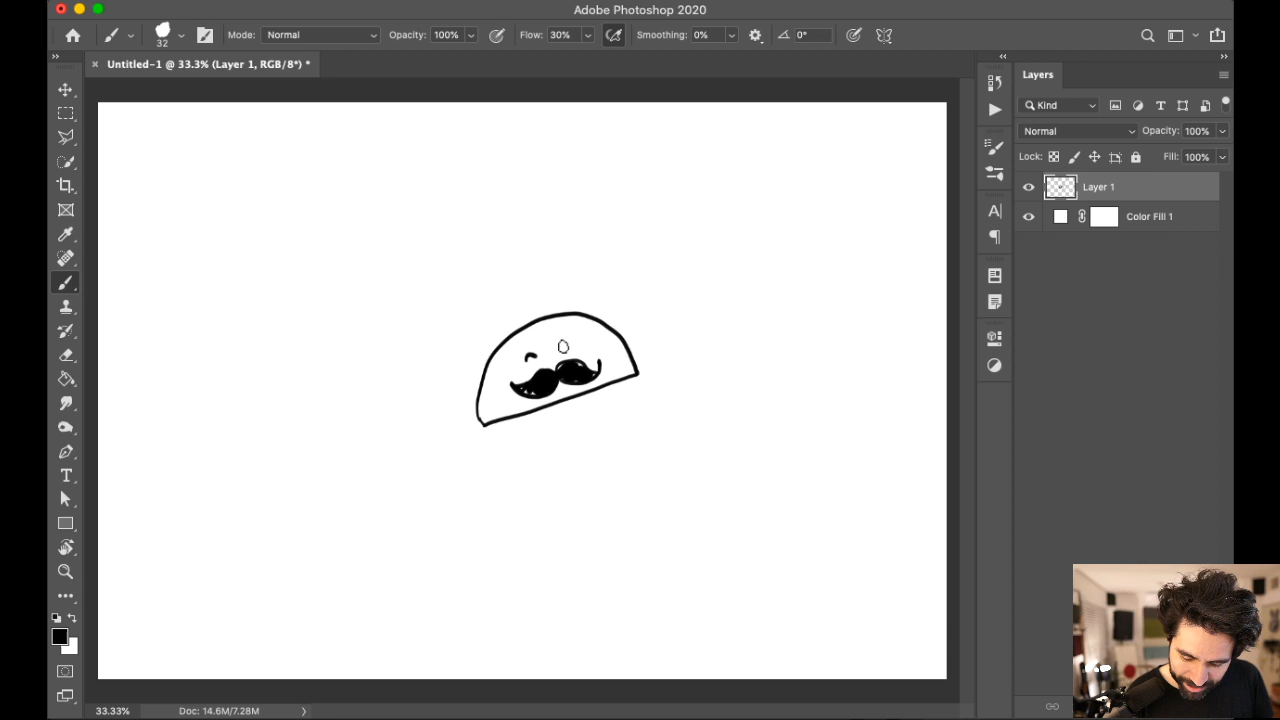 Adobe Photoshop 2020
32
Mode: Normal
Opacity: 100%
Flow: 30%
Smoothing: 0%
0°
Untitled-1 @ 33.3% (Layer 1, RGB/8*) *
Layers
Kind
Normal
Opacity: 100%
Lock:
Fill: 100%
Layer 1
Color Fill 1
33.33%
Doc: 14.6M/7.28M